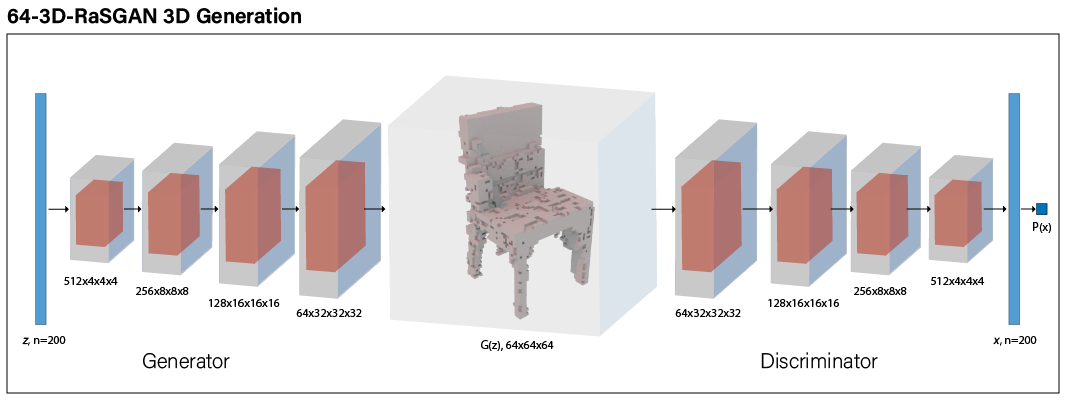 64-3D-RaSGAN 3D Generation
512x4x4x4
256x8x8x8
128x16x16x16
64x32x32x32
z, n=200
Generator
G(z), 64x64x64
64x32x32x32
128x16x16x16
256x8x8x8
512x4x4x4
P(x)
x, n=200
Discriminator